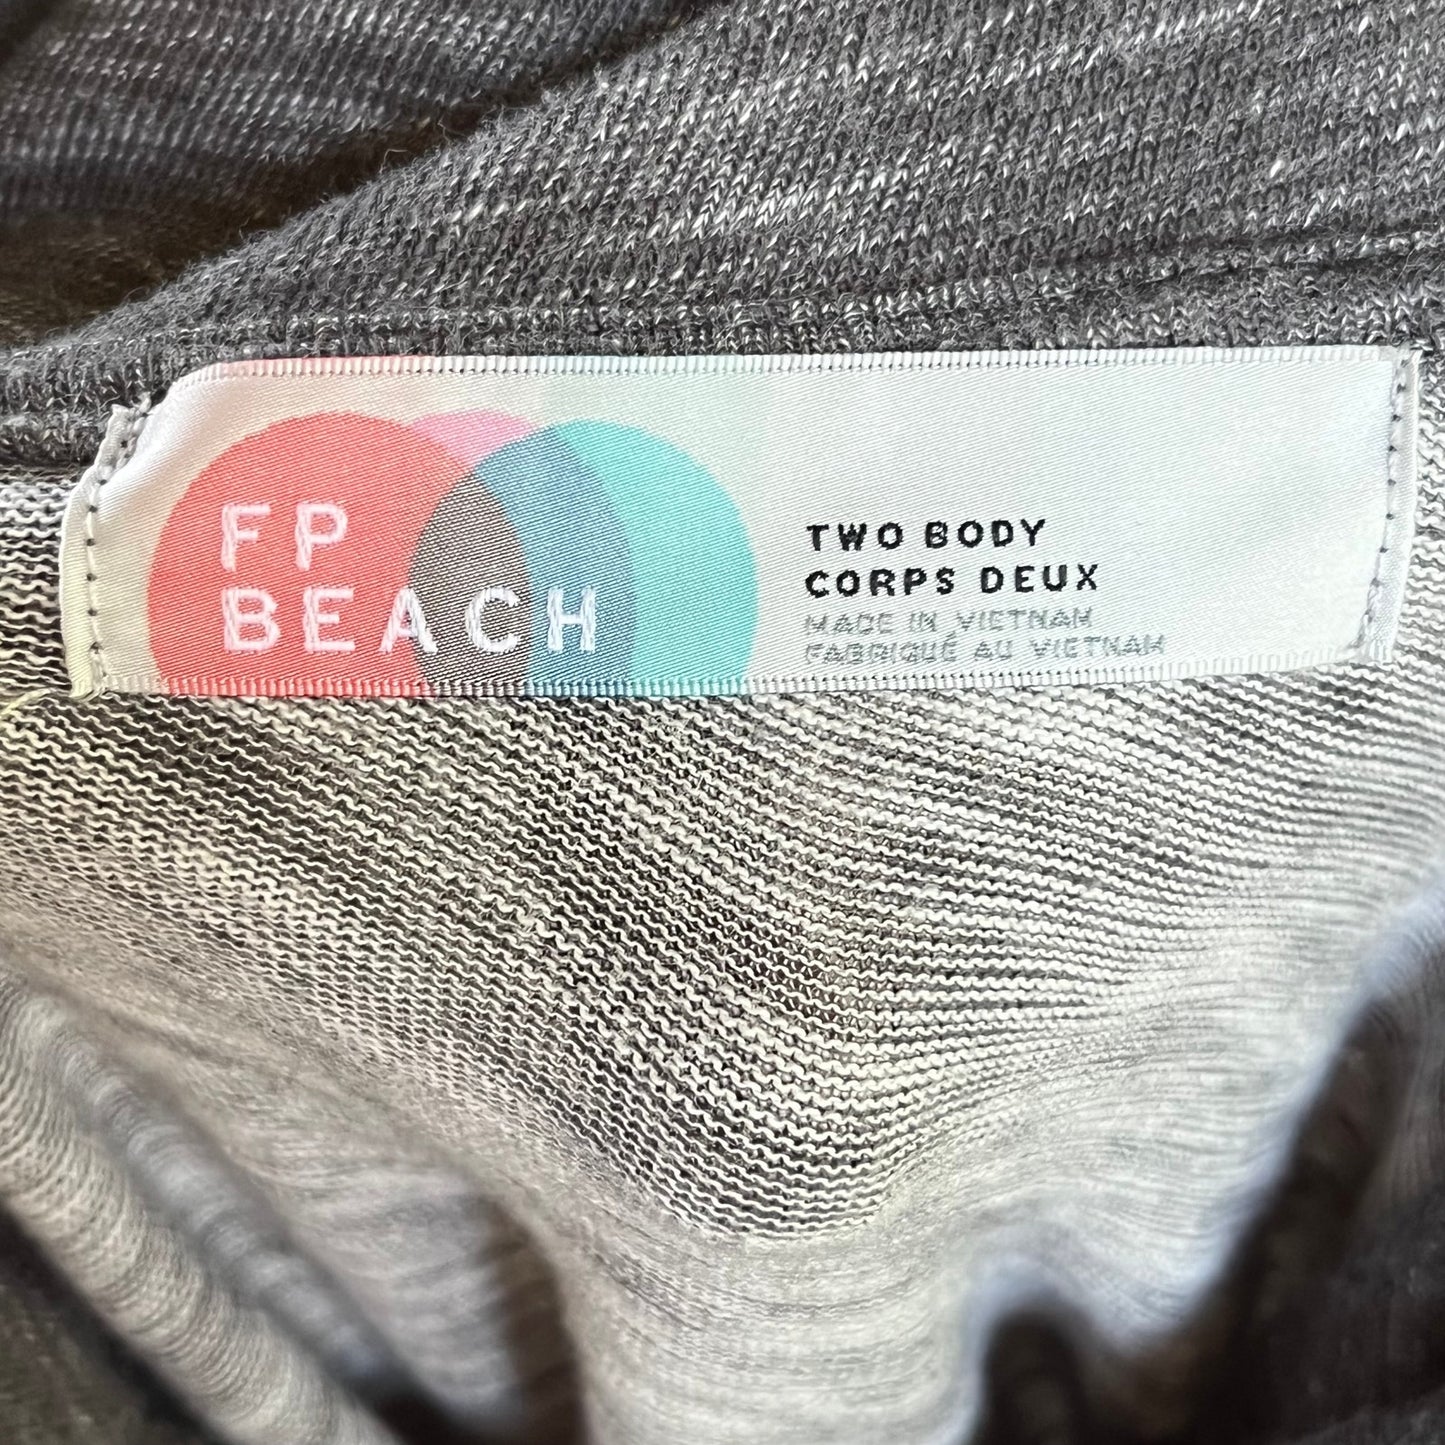 FP
BEACH
TWO BODY
CORPS DEUX
MADE IN VIETNAM
FABRIQUÉ AU VIETNAM